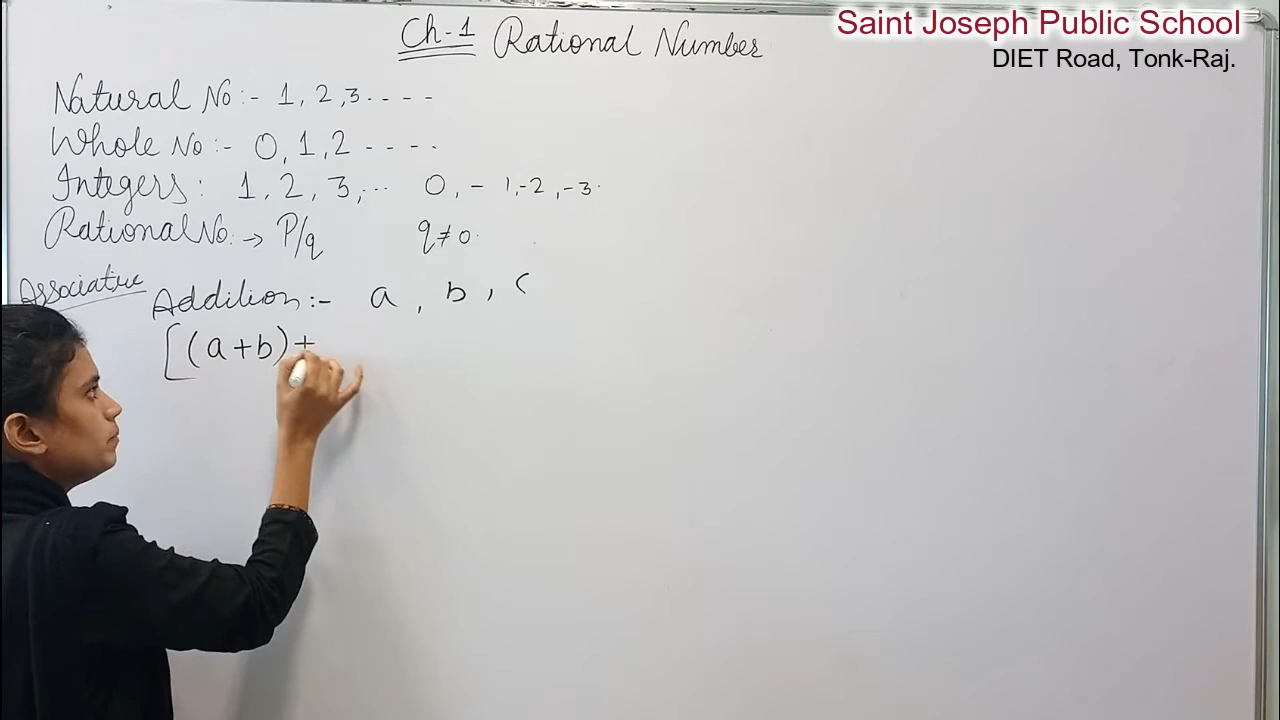 Saint Joseph Public School
DIET Road, Tonk-Raj.
Ch-1 Rational Number
Natural No:- 1, 2, 3.----
Whole No:- 0, 1, 2 ----.
Integers: 1, 2, 3,... 0, - 1,-2, -3.
Rational No. → P/q q≠0.
Associative
Addition:- a, b, c
[(a+b)+